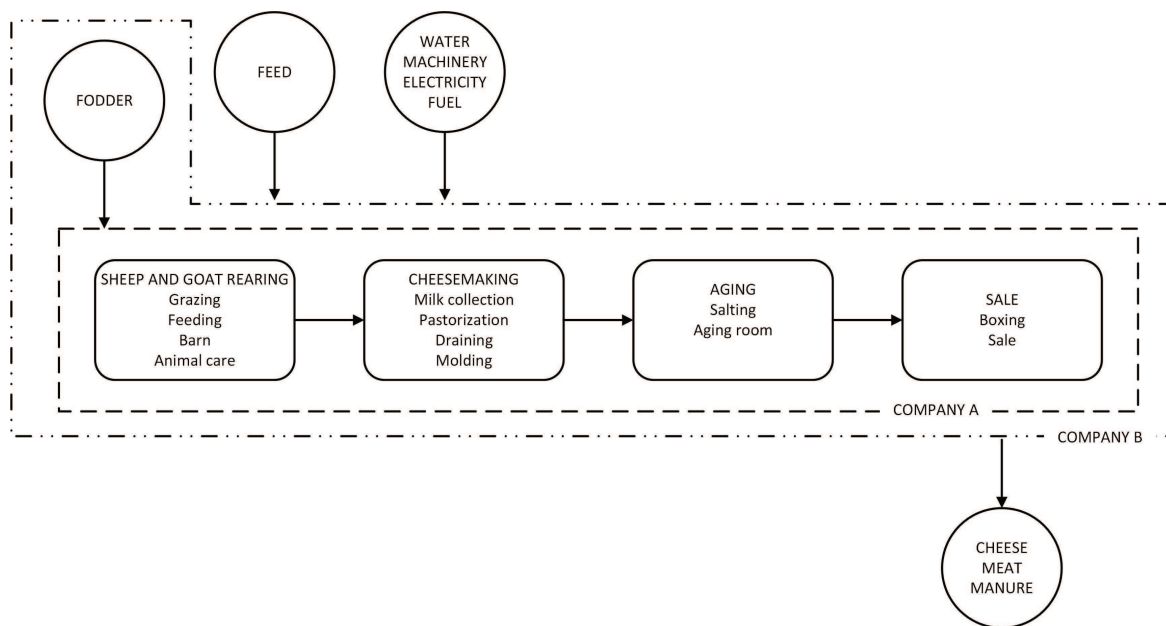 FODDER
FEED
WATER
MACHINERY
ELECTRICITY
FUEL
SHEEP AND GOAT REARING
Grazing
Feeding
Barn
Animal care
CHEESEMAKING
Milk collection
Pastorization
Draining
Molding
AGING
Salting
Aging room
SALE
Boxing
Sale
COMPANY A
COMPANY B
CHEESE
MEAT
MANURE